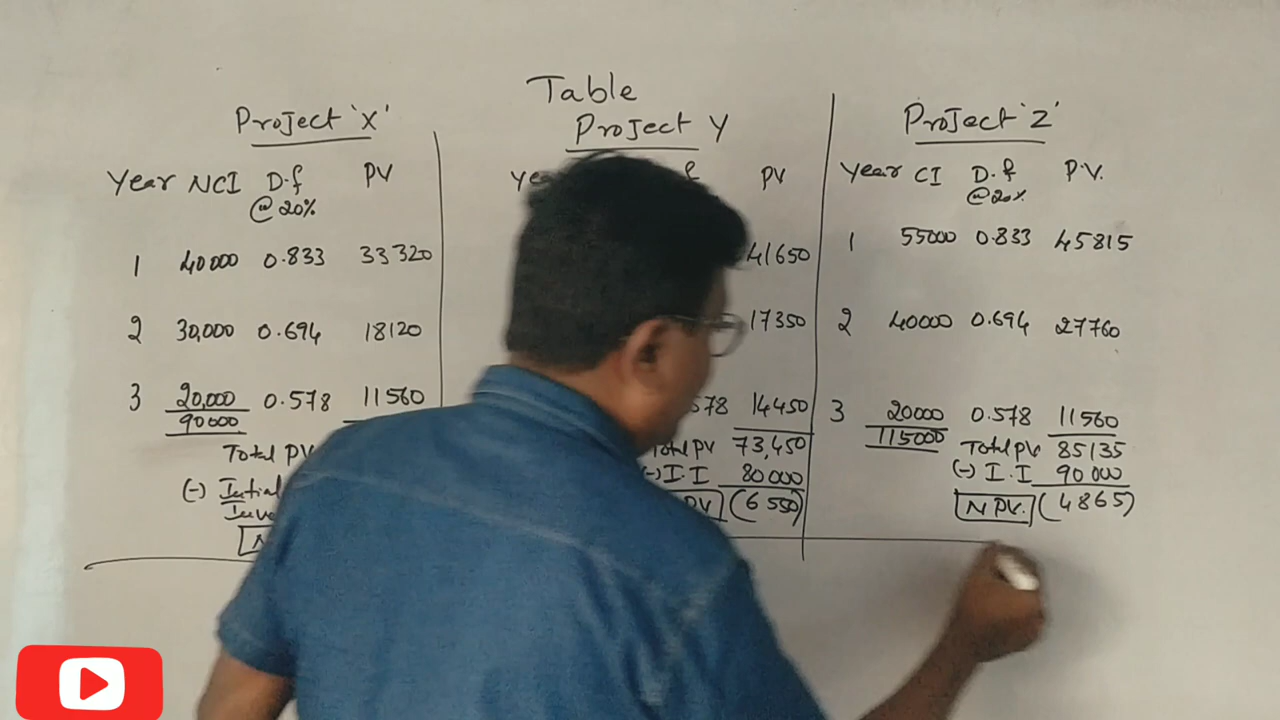 Table
Project 'X'
Year NCI D.f PV
@ 20%
1 40000 0.833 33320
2 30,000 0.694 18120
3 20,000 0.578 11560
90000
Total PV
(-) Initial
Project Y
PV
41650
17350
578 14450
Total PV 73,450
(-) I.I 80000
PV (6550)
Project 'Z'
Year CI D.f P.V.
@20%
1 55000 0.833 45815
2 40000 0.694 27760
3 20000 0.578 11560
115000 Total PV 85135
(-) I.I 90000
NPV. (4865)